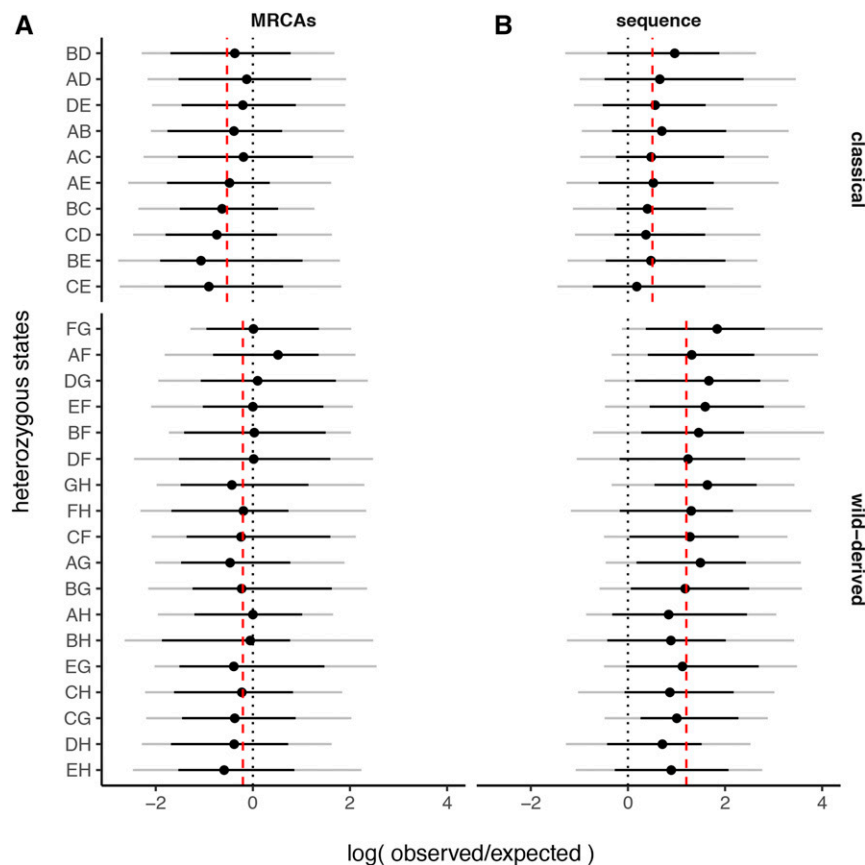 A
MRCAs
B
sequence
heterozygous states
BD
AD
DE
AB
AC
AE
BC
CD
BE
CE
classical
FG
AF
DG
EF
BF
DF
GH
FH
CF
AG
BG
AH
BH
EG
CH
CG
DH
EH
wild−derived
−2 0 2 4
−2 0 2 4
log( observed/expected )